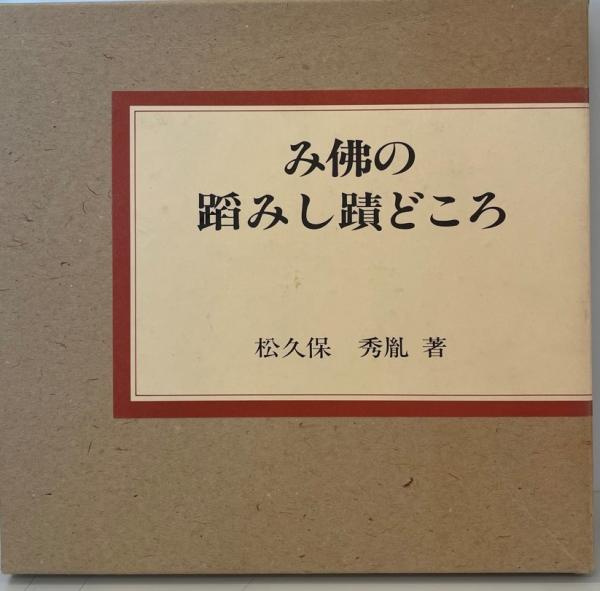 み佛の
蹈みし蹟どころ
松久保　秀胤 著